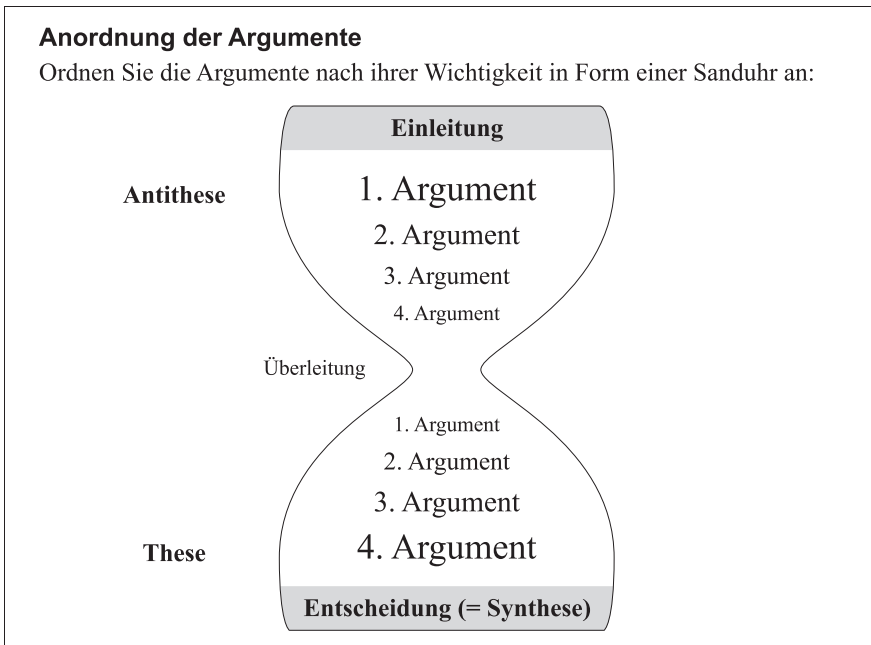 Anordnung der Argumente
Ordnen Sie die Argumente nach ihrer Wichtigkeit in Form einer Sanduhr an:
Einleitung
Antithese
1. Argument
2. Argument
3. Argument
4. Argument
Überleitung
1. Argument
2. Argument
3. Argument
These
4. Argument
Entscheidung (= Synthese)